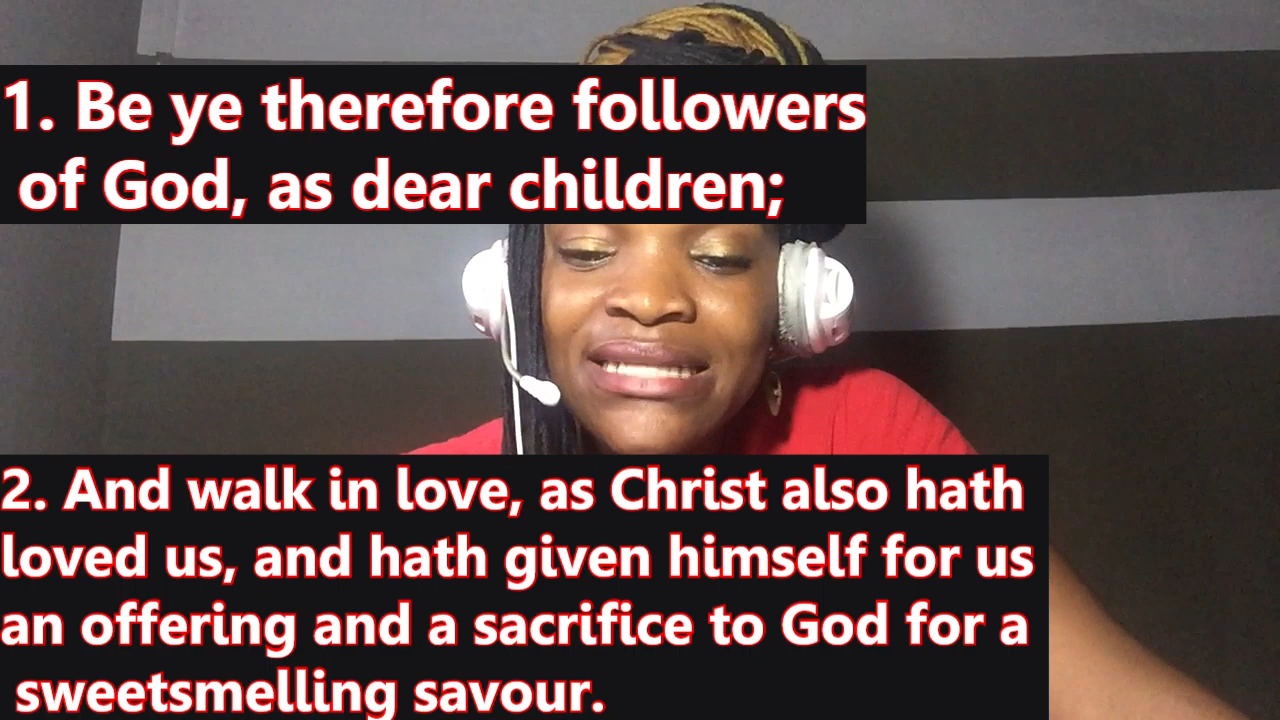 1. Be ye therefore followers
of God, as dear children;
2. And walk in love, as Christ also hath
loved us, and hath given himself for us
an offering and a sacrifice to God for a
sweetsmelling savour.